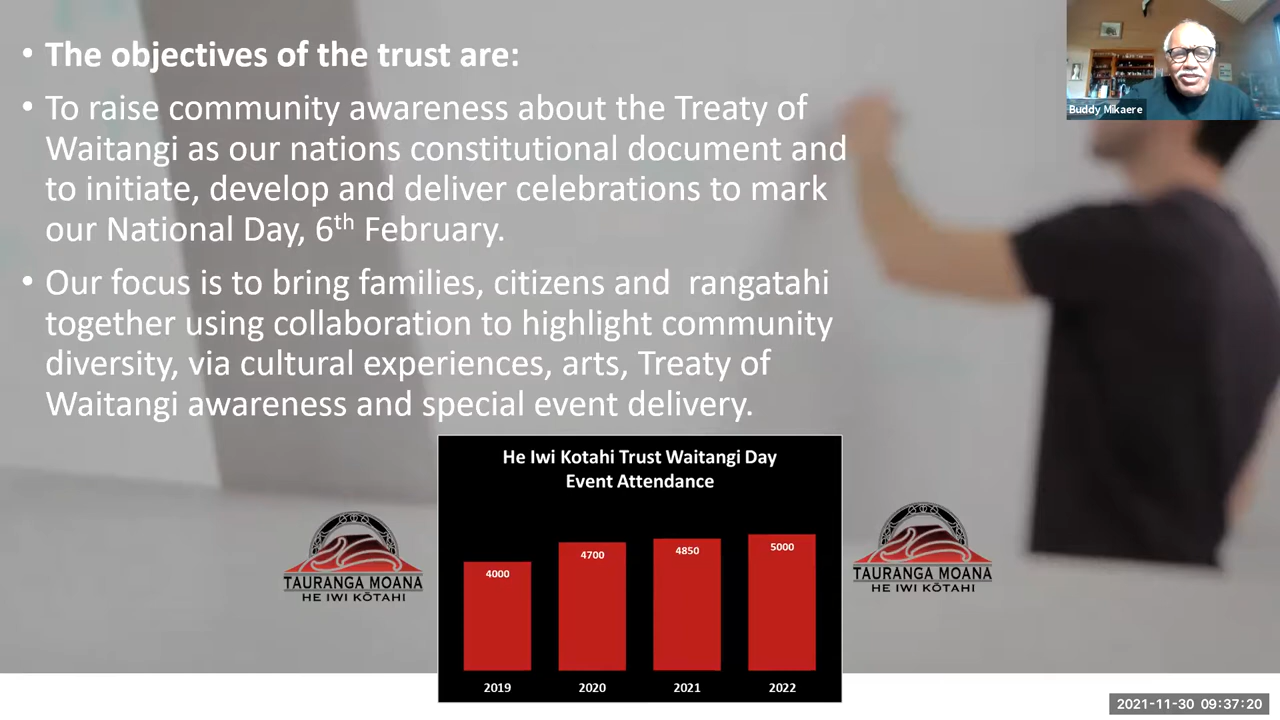 • The objectives of the trust are:
• To raise community awareness about the Treaty of
Waitangi as our nations constitutional document and
to initiate, develop and deliver celebrations to mark
our National Day, 6th February.
• Our focus is to bring families, citizens and  rangatahi
together using collaboration to highlight community
diversity, via cultural experiences, arts, Treaty of
Waitangi awareness and special event delivery.
Buddy Mikaere
He Iwi Kotahi Trust Waitangi Day
Event Attendance
4000
4700
4850
5000
2019
2020
2021
2022
TAURANGA MOANA
HE IWI KŌTAHI
TAURANGA MOANA
HE IWI KŌTAHI
2021-11-30 09:37:20